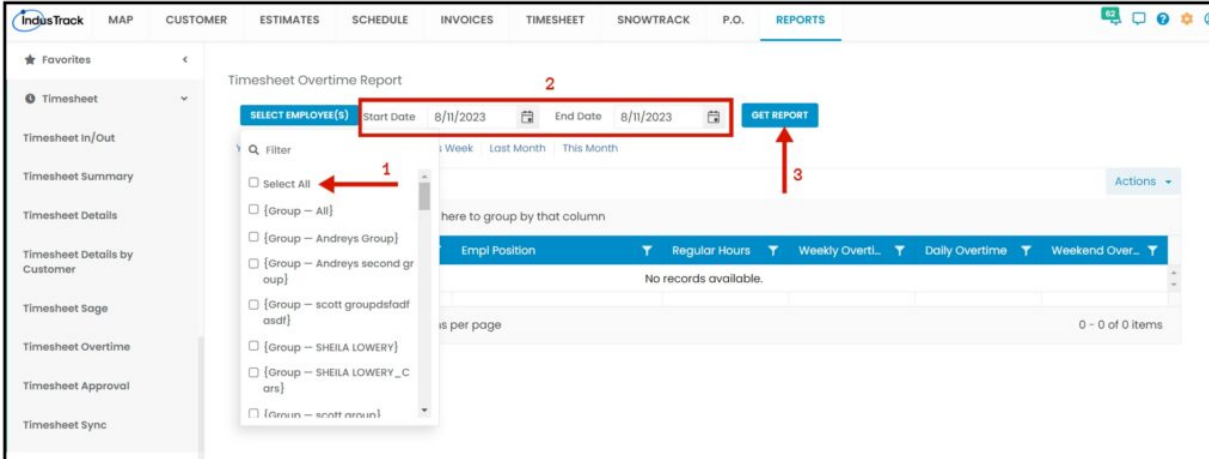 IndusTrack MAP CUSTOMER ESTIMATES SCHEDULE INVOICES TIMESHEET SNOWTRACK P.O. REPORTS 62
Favorites
Timesheet
Timesheet In/Out
Timesheet Summary
Timesheet Details
Timesheet Details by
Customer
Timesheet Sage
Timesheet Overtime
Timesheet Approval
Timesheet Sync
Timesheet Overtime Report
2
SELECT EMPLOYEE(S) Start Date 8/11/2023 End Date 8/11/2023 GET REPORT
Filter
Week Last Month This Month
1
Select All
3
Actions
{Group – All}
here to group by that column
{Group – Andreys Group}
Empl Position Regular Hours Weekly Overti... Daily Overtime Weekend Over...
{Group – Andreys second gr
oup}
No records available.
{Group – scott groupdsfadf
asdf}
per page
0 - 0 of 0 items
{Group – SHEILA LOWERY}
{Group – SHEILA LOWERY_C
ars}
{Group – scott group}